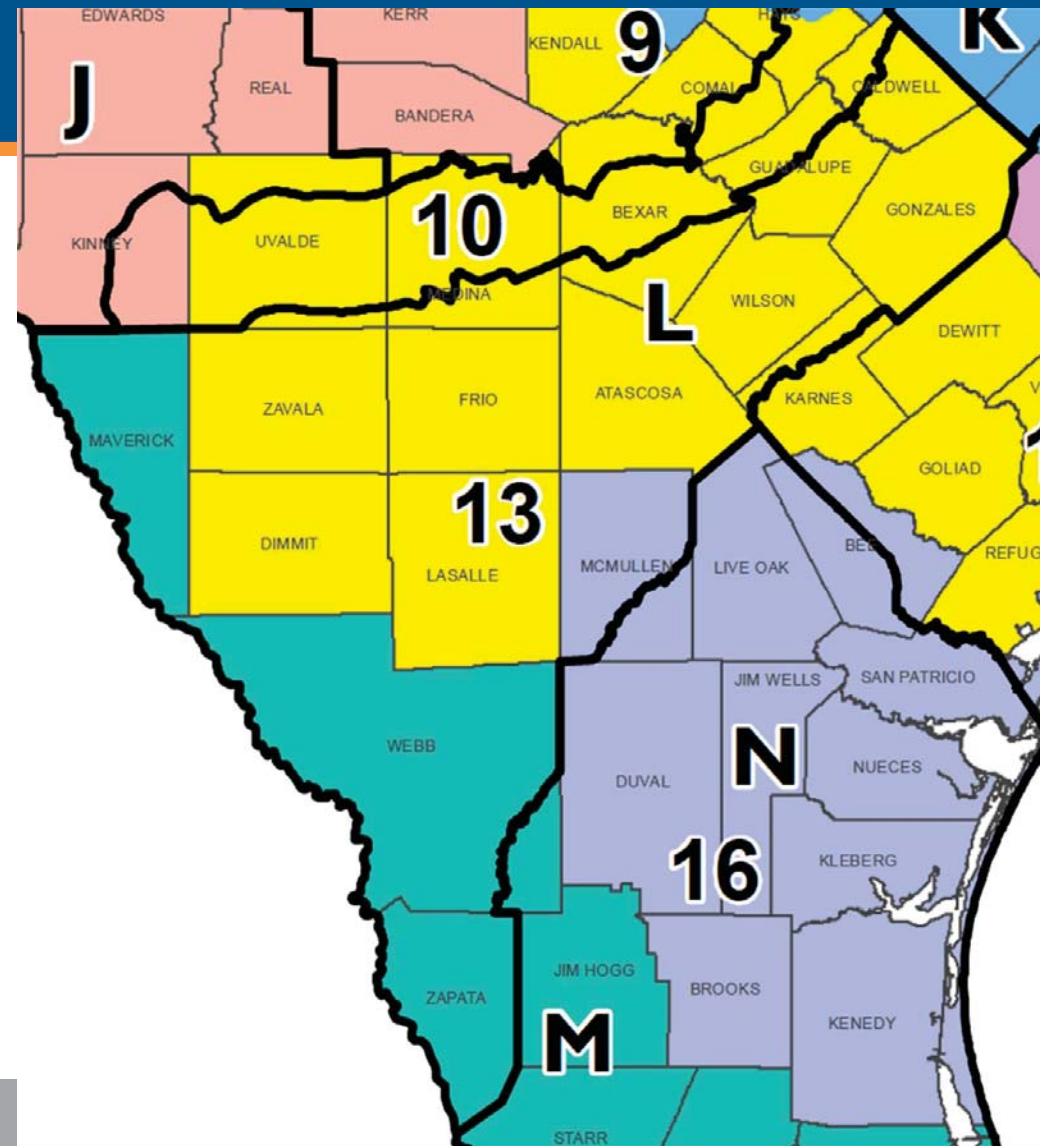 EDWARDS
KERR
HAYS
K
KENDALL
9
J
REAL
COMAL
CALDWELL
BANDERA
GUADALUPE
10
BEXAR
GONZALES
KINNEY
UVALDE
MEDINA
L
WILSON
DEWITT
ZAVALA
FRIO
ATASCOSA
KARNES
MAVERICK
GOLIAD
13
DIMMIT
LASALLE
MCMULLEN
LIVE OAK
BEE
REFUG
JIM WELLS
SAN PATRICIO
WEBB
DUVAL
N
NUECES
16
KLEBERG
JIM HOGG
ZAPATA
BROOKS
M
KENEDY
STARR